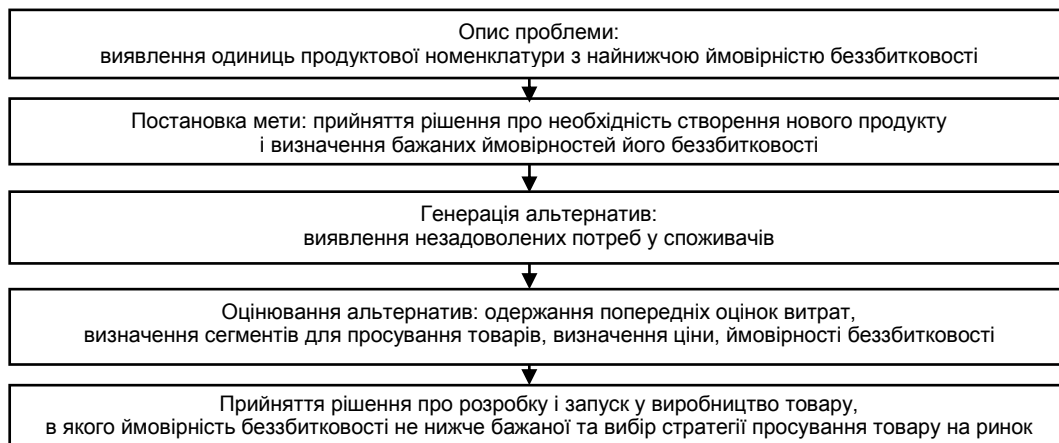 Опис проблеми:
виявлення одиниць продуктової номенклатури з найнижчою ймовірністю беззбитковості
Постановка мети: прийняття рішення про необхідність створення нового продукту
і визначення бажаних ймовірностей його беззбитковості
Генерація альтернатив:
виявлення незадоволених потреб у споживачів
Оцінювання альтернатив: одержання попередніх оцінок витрат,
визначення сегментів для просування товарів, визначення ціни, ймовірності беззбитковості
Прийняття рішення про розробку і запуск у виробництво товару,
в якого ймовірність беззбитковості не нижче бажаної та вибір стратегії просування товару на ринок